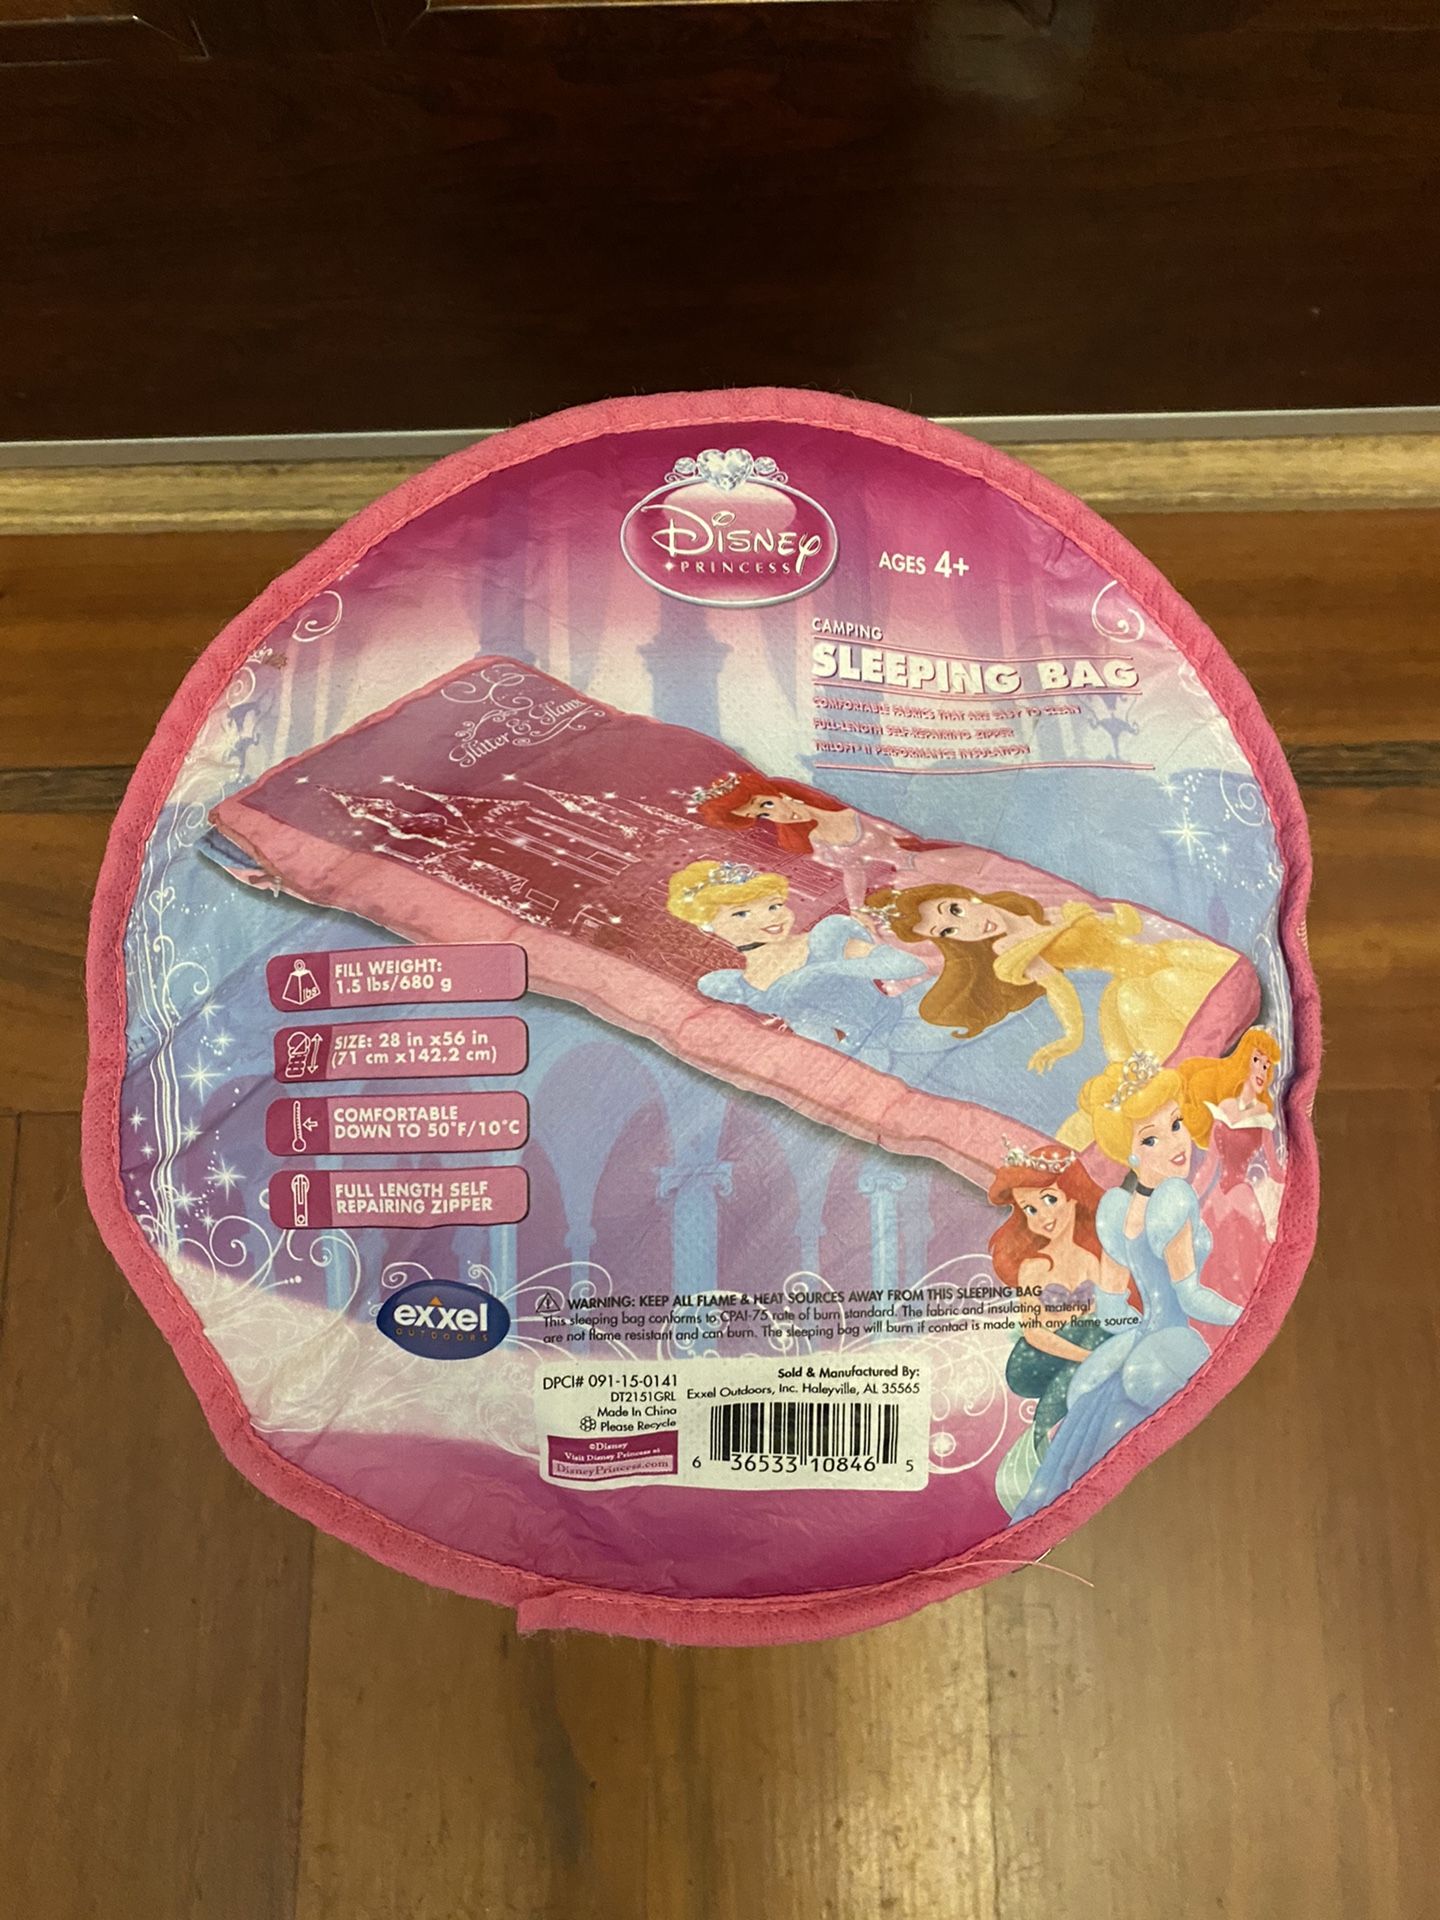 Disney
PRINCESS
AGES 4+
CAMPING
SLEEPING BAG
COMFORTABLE FABRICS THAT ARE EASY TO CLEAN
FULL-LENGTH SELF-REPAIRING ZIPPER
TRILOFT II PERFORMANCE INSULATION
Glitter & Glam
lbs
FILL WEIGHT:
1.5 lbs/680 g
SIZE: 28 in x56 in
(71 cm x142.2 cm)
COMFORTABLE
DOWN TO 50°F/10°C
FULL LENGTH SELF
REPAIRING ZIPPER
exxel
OUTDOORS
WARNING: KEEP ALL FLAME & HEAT SOURCES AWAY FROM THIS SLEEPING BAG
This sleeping bag conforms to CPAI-75 rate of burn standard. The fabric and insulating material
are not flame resistant and can burn. The sleeping bag will burn if contact is made with any flame source.
DPCI# 091-15-0141
DT2151GRL
Made In China
Please Recycle
©Disney
Visit Disney Princess at
DisneyPrincess.com
Sold & Manufactured By:
Exxel Outdoors, Inc. Haleyville, AL 35565
6 36533 10846 5